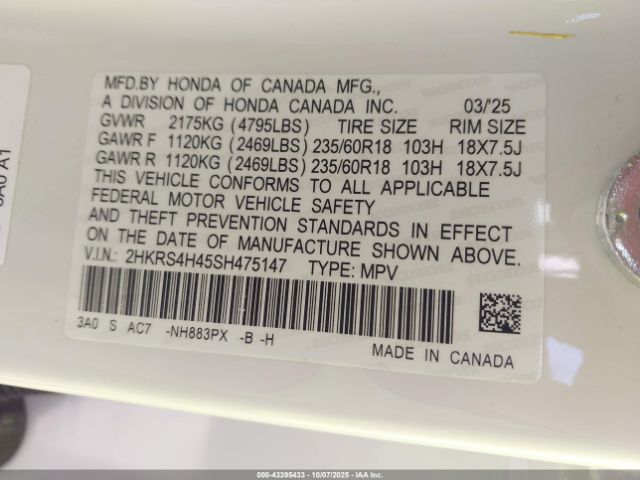 MFD.BY HONDA OF CANADA MFG.,
A DIVISION OF HONDA CANADA INC. 03/'25
GVWR 2175KG (4795LBS) TIRE SIZE RIM SIZE
GAWR F 1120KG (2469LBS) 235/60R18 103H 18X7.5J
GAWR R 1120KG (2469LBS) 235/60R18 103H 18X7.5J
THIS VEHICLE CONFORMS TO ALL APPLICABLE
FEDERAL MOTOR VEHICLE SAFETY
AND THEFT PREVENTION STANDARDS IN EFFECT
ON THE DATE OF MANUFACTURE SHOWN ABOVE.
V.I.N.: 2HKRS4H45SH475147 TYPE: MPV
3A0 S AC7 -NH883PX -B -H
MADE IN CANADA
000-43395433 - 10/07/2025 - IAA Inc.